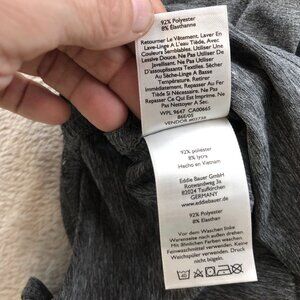 92% Polyester
8% Élasthanne
Retourner Le Vêtement, Laver En
Lave-Linge À L'eau Tiède, Avec
Couleurs Semblables. Utiliser Une
Lessive Douce. Ne Pas Utiliser De
Javellisant. Ne Pas Utiliser
D'assouplissants Textiles. Sécher
Au Sèche-Linge À Basse
Température. Retirer
Immédiatement. Repasser Au Fer
Tiède Si Nécessaire. Ne Pas
Repasser Ce Qui Est Imprimé. Ne
Pas Nettoyer À Sec.
WPL 9647 CA00665
VENDOR
92% poliéster
8% lycra
Hecho en Vietnam
Eddie Bauer GmbH
Rotwandweg 3a
82024 Taufkirchen
GERMANY
www.eddiebauer.com
92% Polyester
8% Elasthan
Vor dem Waschen links
Warenseite nach außen drehen.
Mit ähnlichen Farben waschen.
Feinwaschmittel verwenden. Keine
Weichspüler verwenden. Druck
nicht bügeln.